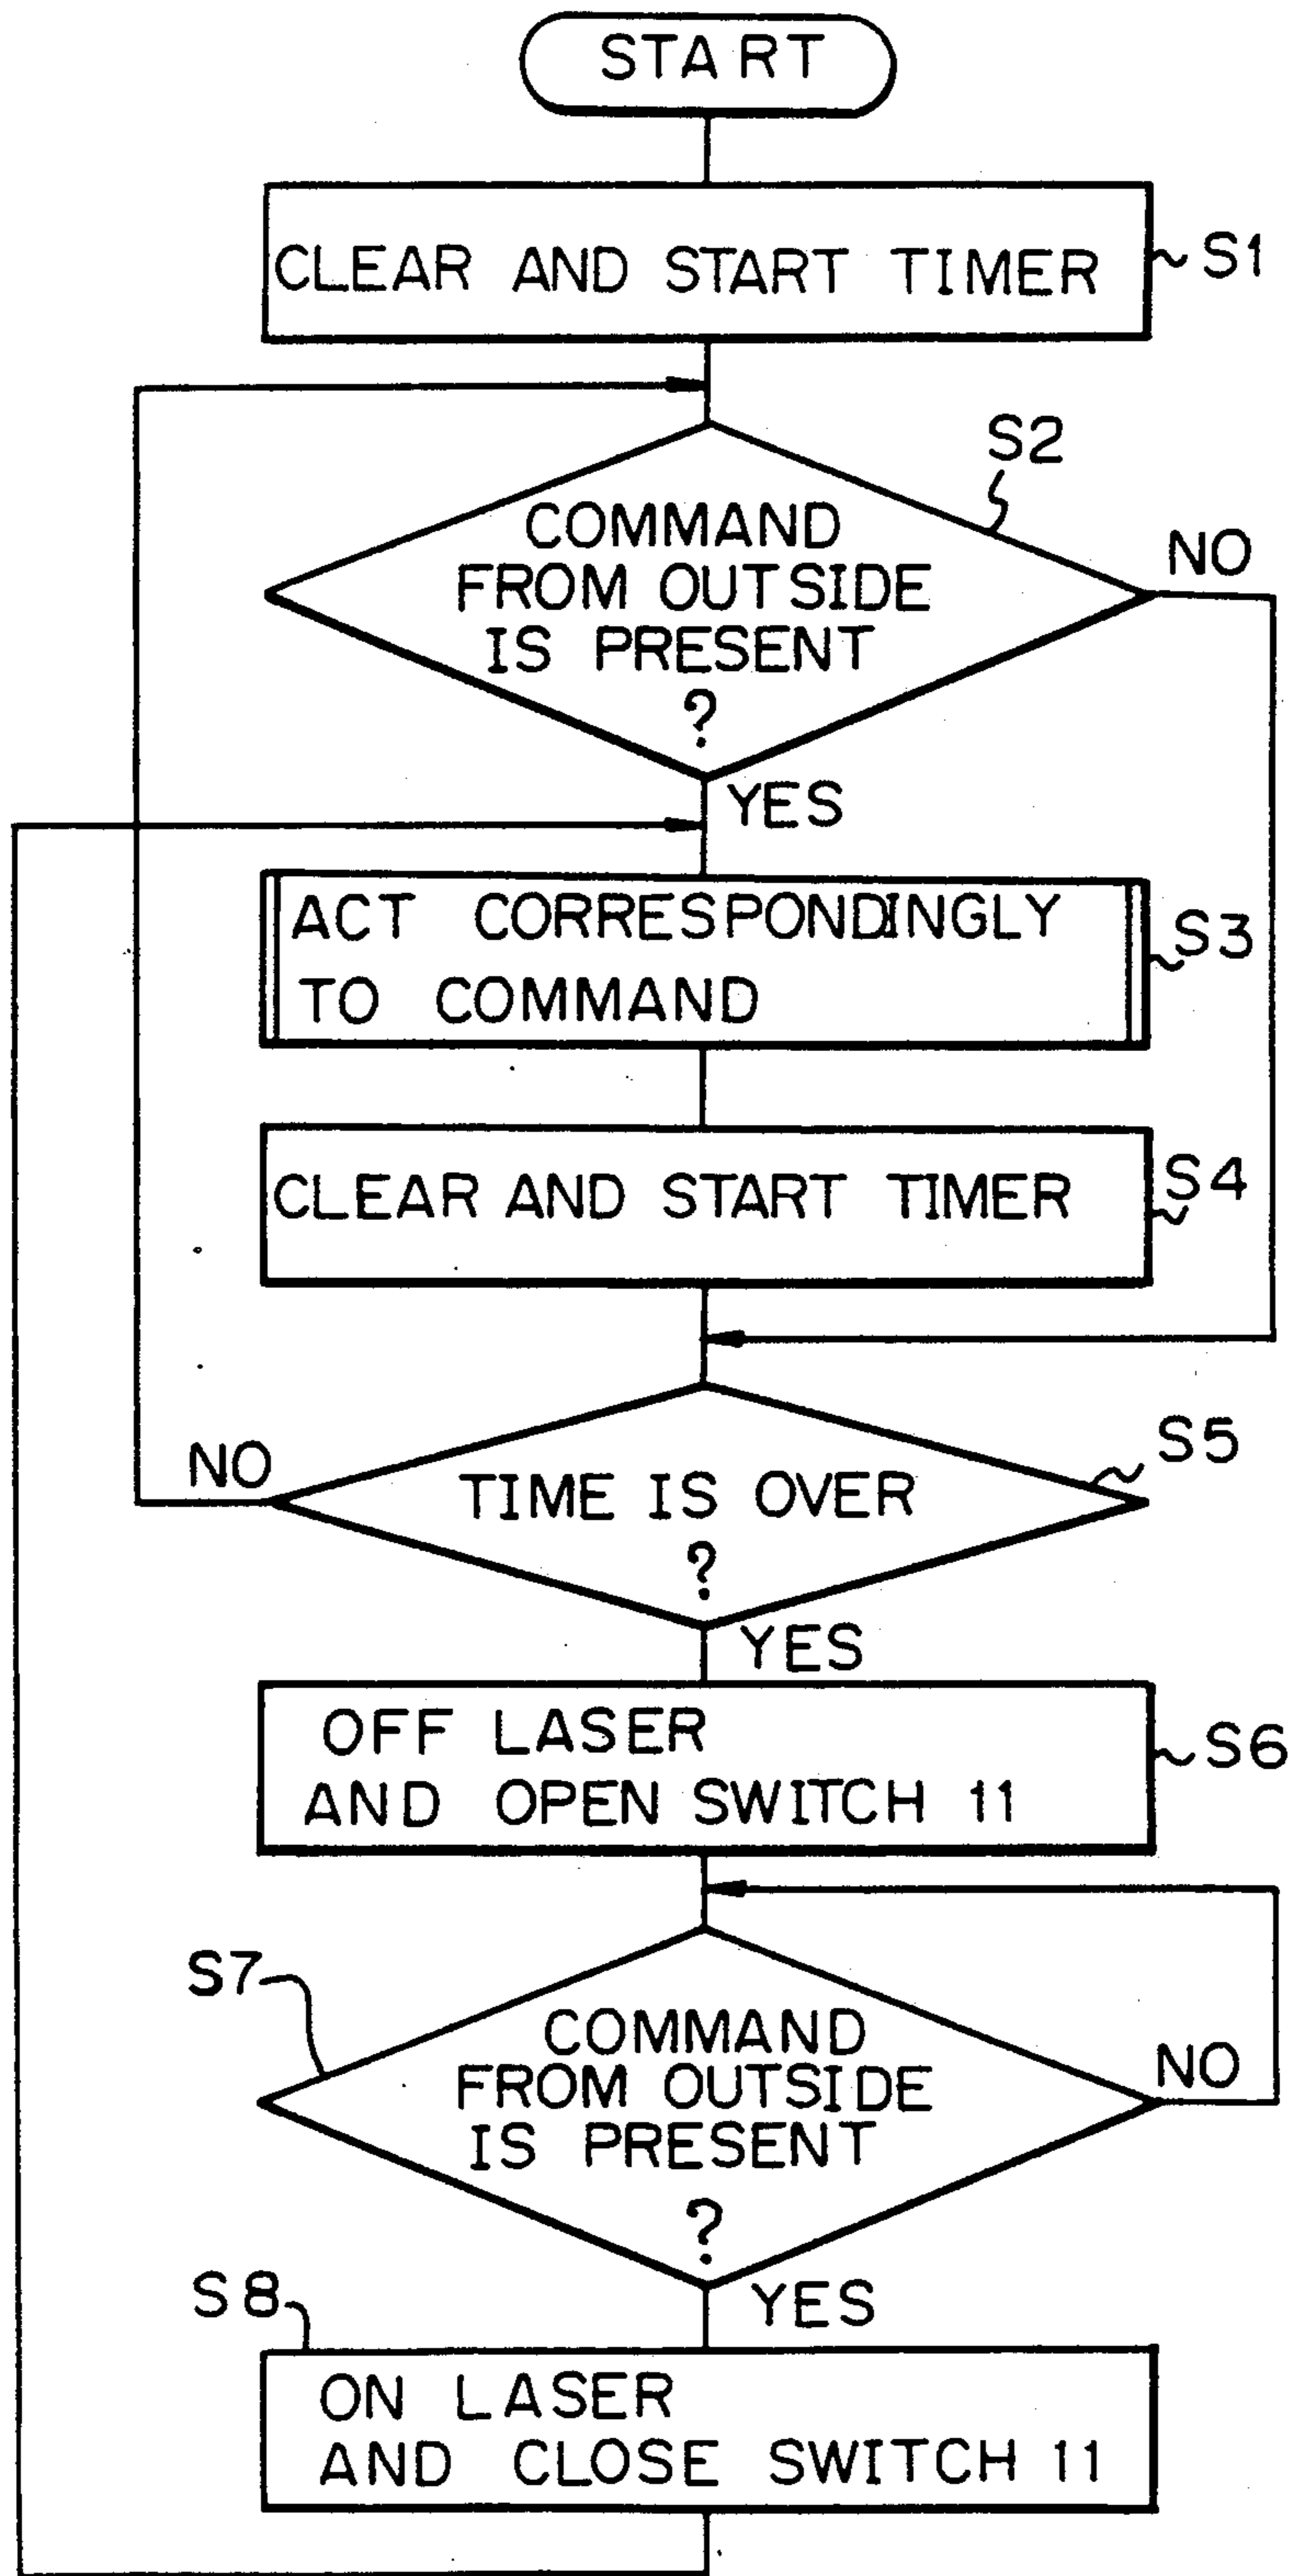 START
CLEAR AND START TIMER
S1
S2
COMMAND
FROM OUTSIDE
IS PRESENT
?
NO
YES
ACT CORRESPONDINGLY
TO COMMAND
S3
CLEAR AND START TIMER
S4
S5
NO
TIME IS OVER
?
YES
OFF LASER
AND OPEN SWITCH 11
S6
S7
COMMAND
FROM OUTSIDE
IS PRESENT
?
NO
YES
S8
ON LASER
AND CLOSE SWITCH 11